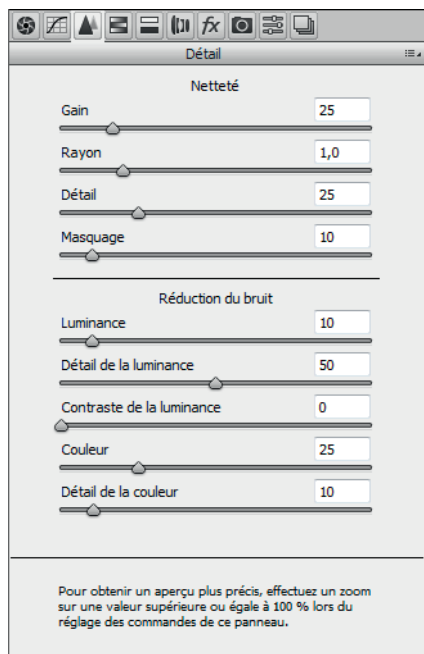 fx
Détail
Netteté
Gain 25
Rayon 1,0
Détail 25
Masquage 10
Réduction du bruit
Luminance 10
Détail de la luminance 50
Contraste de la luminance 0
Couleur 25
Détail de la couleur 10
Pour obtenir un aperçu plus précis, effectuez un zoom
sur une valeur supérieure ou égale à 100 % lors du
réglage des commandes de ce panneau.